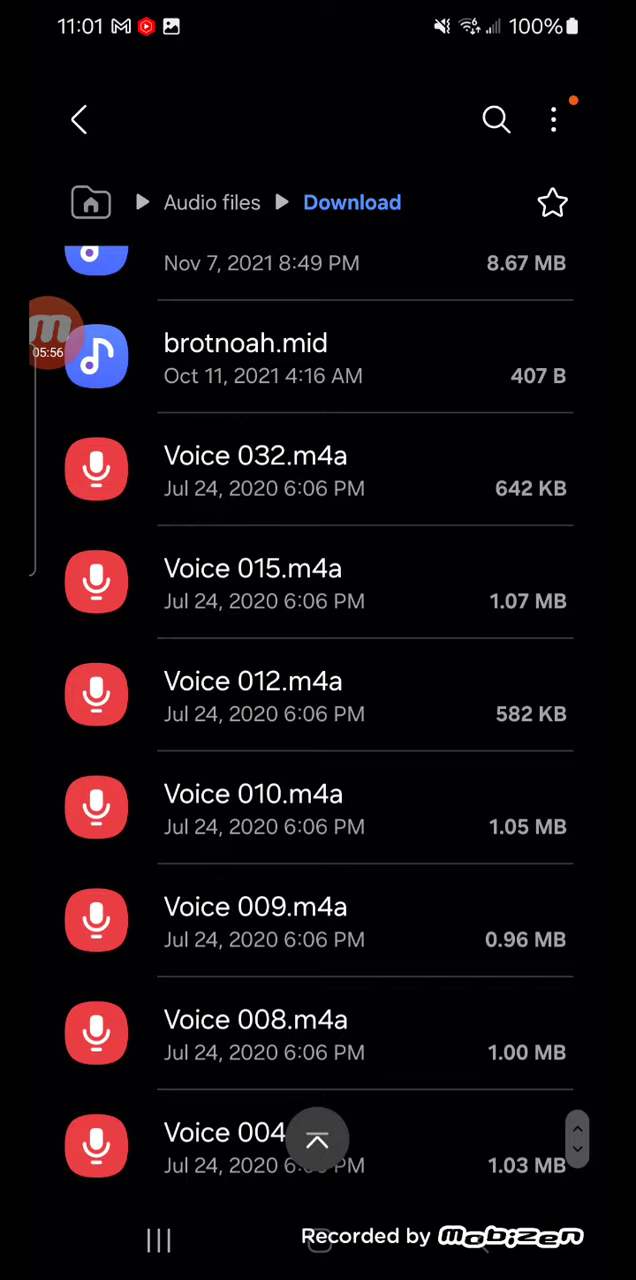 11:01 100%
Audio files Download
Nov 7, 2021 8:49 PM 8.67 MB
05:56
brotnoah.mid
Oct 11, 2021 4:16 AM 407 B
Voice 032.m4a
Jul 24, 2020 6:06 PM 642 KB
Voice 015.m4a
Jul 24, 2020 6:06 PM 1.07 MB
Voice 012.m4a
Jul 24, 2020 6:06 PM 582 KB
Voice 010.m4a
Jul 24, 2020 6:06 PM 1.05 MB
Voice 009.m4a
Jul 24, 2020 6:06 PM 0.96 MB
Voice 008.m4a
Jul 24, 2020 6:06 PM 1.00 MB
Voice 004
Jul 24, 2020 6: PM 1.03 MB
Recorded by mobizen